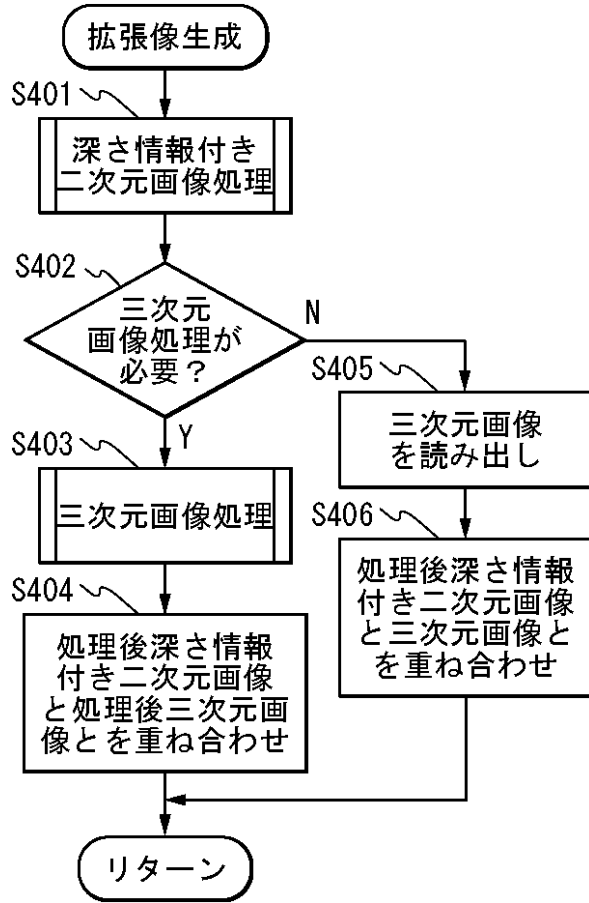 拡張像生成
S401
深さ情報付き
二次元画像処理
S402
三次元
画像処理が
必要？
N
Y
S403
三次元画像処理
S404
処理後深さ情報
付き二次元画像
と処理後三次元画
像とを重ね合わせ
S405
三次元画像
を読み出し
S406
処理後深さ情報
付き二次元画像
と三次元画像と
を重ね合わせ
リターン